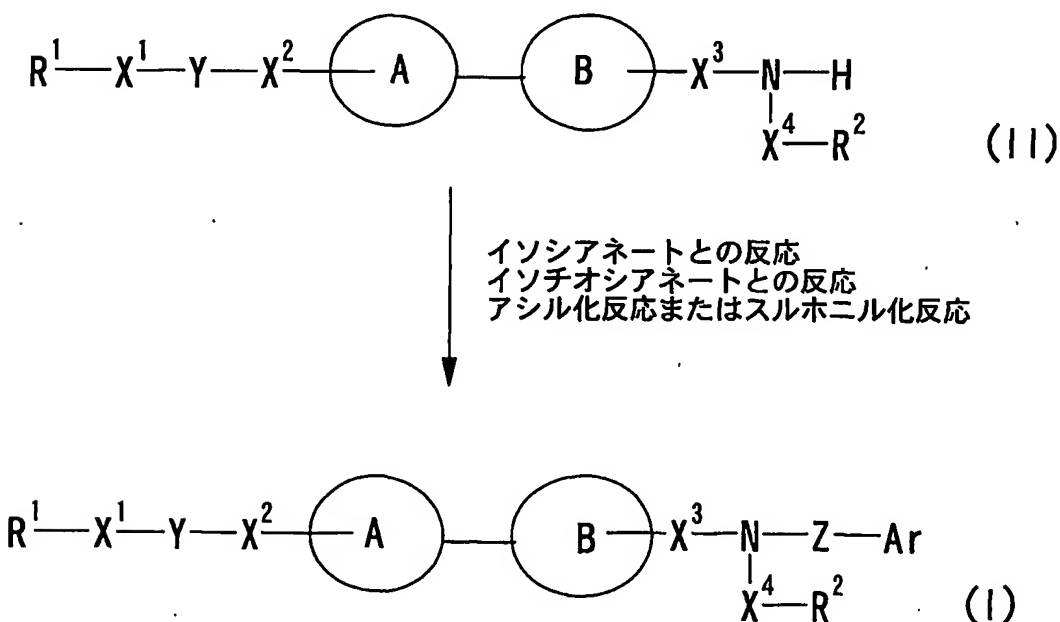 R¹—X¹—Y—X²—A—B—X³—N—H
X⁴—R²
(II)
イソシアネートとの反応
イソチオシアネートとの反応
アシル化反応またはスルホニル化反応
R¹—X¹—Y—X²—A—B—X³—N—Z—Ar
X⁴—R²
(I)